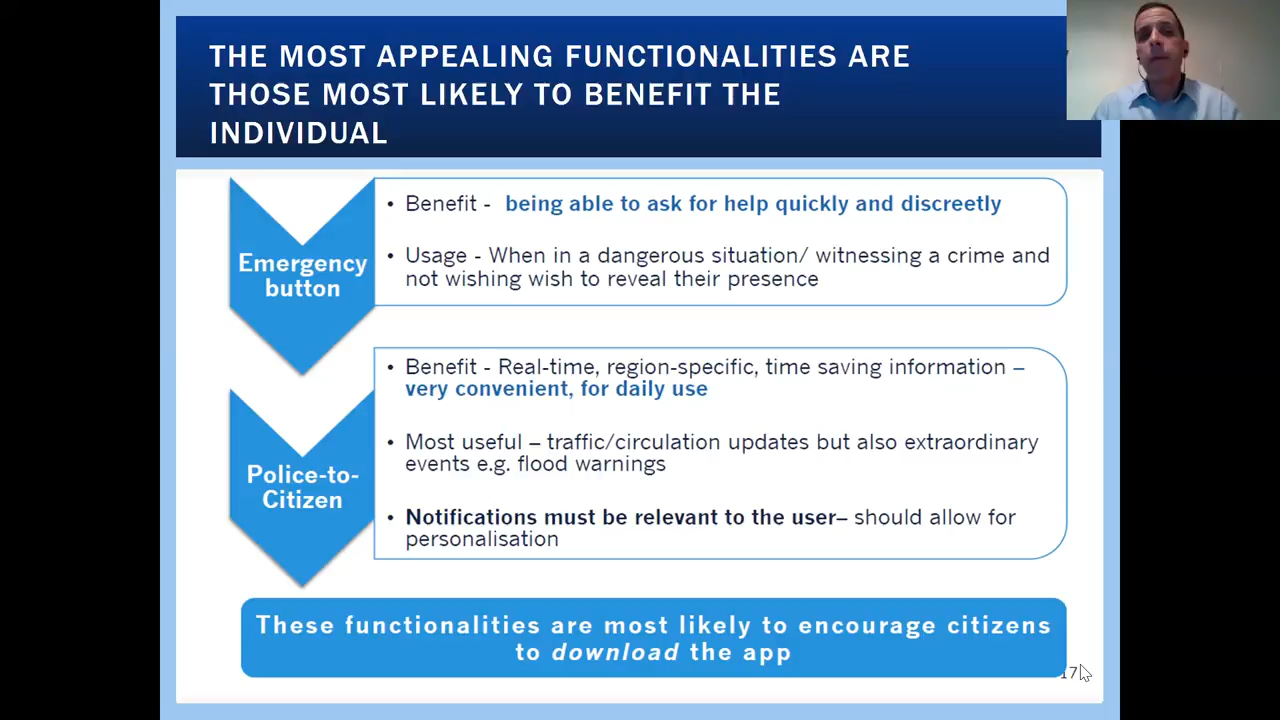 THE MOST APPEALING FUNCTIONALITIES ARE
THOSE MOST LIKELY TO BENEFIT THE
INDIVIDUAL
Emergency
button
• Benefit - being able to ask for help quickly and discreetly
• Usage - When in a dangerous situation/ witnessing a crime and
not wishing wish to reveal their presence
Police-to-
Citizen
• Benefit - Real-time, region-specific, time saving information –
very convenient, for daily use
• Most useful – traffic/circulation updates but also extraordinary
events e.g. flood warnings
• Notifications must be relevant to the user– should allow for
personalisation
These functionalities are most likely to encourage citizens
to download the app
17